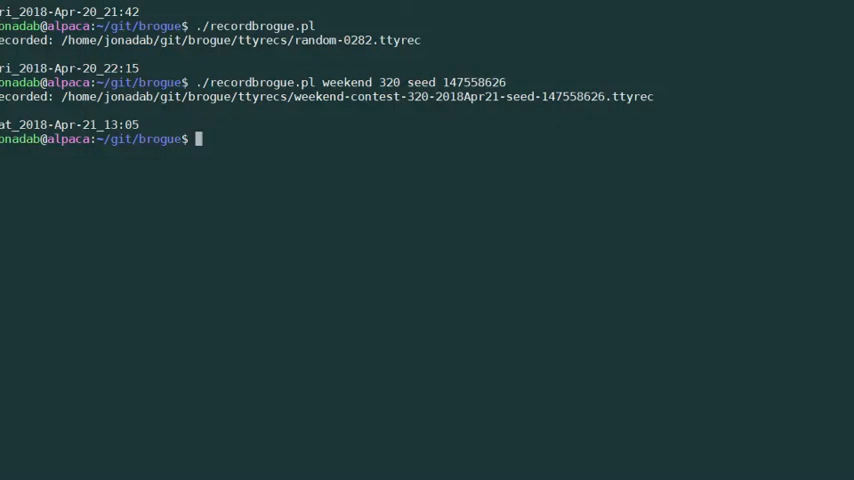 ri_2018-Apr-20_21:42
onadab@alpaca:~/git/brogue$ ./recordbrogue.pl
ecorded: /home/jonadab/git/brogue/ttyrecs/random-0282.ttyrec
ri_2018-Apr-20_22:15
onadab@alpaca:~/git/brogue$ ./recordbrogue.pl weekend 320 seed 147558626
ecorded: /home/jonadab/git/brogue/ttyrecs/weekend-contest-320-2018Apr21-seed-147558626.ttyrec
at_2018-Apr-21_13:05
onadab@alpaca:~/git/brogue$